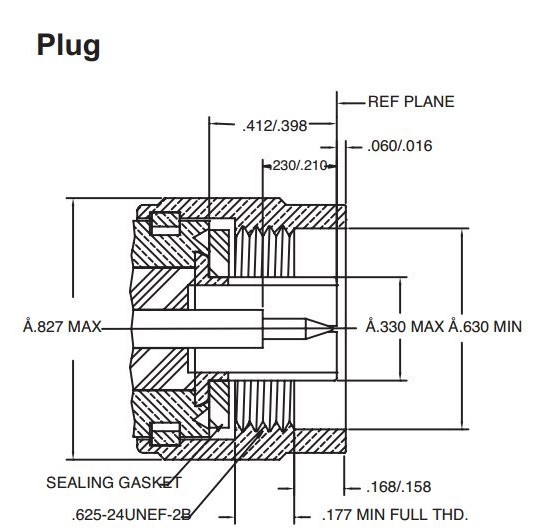 Plug
REF PLANE
.412/.398
.060/.016
.230/.210
Å.827 MAX
Å.330 MAX
Å.630 MIN
SEALING GASKET
.168/.158
.625-24UNEF-2B
.177 MIN FULL THD.